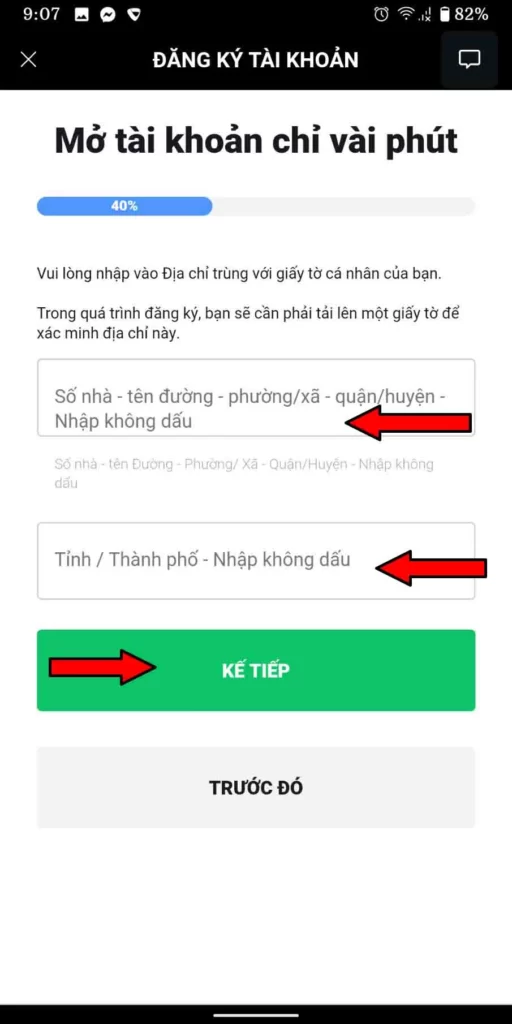 9:07
82%
ĐĂNG KÝ TÀI KHOẢN
Mở tài khoản chỉ vài phút
40%
Vui lòng nhập vào Địa chỉ trùng với giấy tờ cá nhân của bạn.
Trong quá trình đăng ký, bạn sẽ cần phải tải lên một giấy tờ để
xác minh địa chỉ này.
Số nhà - tên đường - phường/xã - quận/huyện -
Nhập không dấu
Số nhà - tên Đường - Phường/ Xã - Quận/Huyện - Nhập không
dấu
Tỉnh / Thành phố - Nhập không dấu
KẾ TIẾP
TRƯỚC ĐÓ